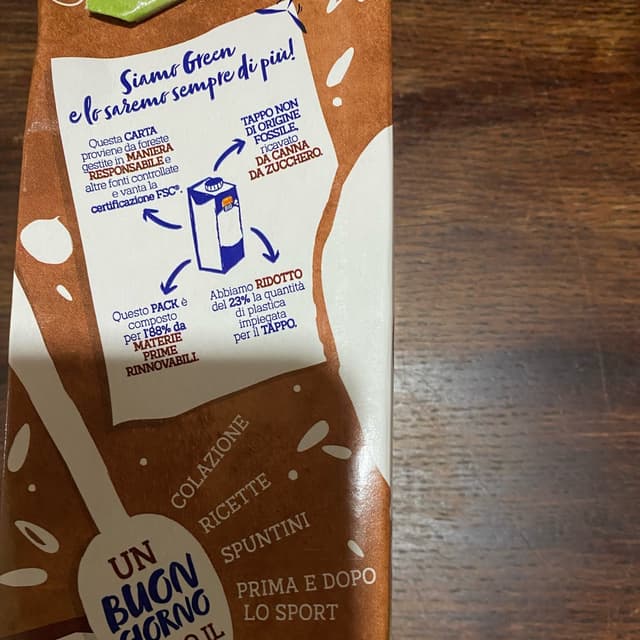 Siamo Green
e lo saremo sempre di più!
Questa CARTA
proviene da foreste
gestite in MANIERA
RESPONSABILE e
altre fonti controllate
e vanta la
certificazione FSC®.
TAPPO NON
DI ORIGINE
FOSSILE,
ricavato
DA CANNA
DA ZUCCHERO.
Questo PACK è
composto
per l'88% da
MATERIE
PRIME
RINNOVABILI.
Abbiamo RIDOTTO
del 23% la quantità
di plastica
impiegata
per il TAPPO.
COLAZIONE
RICETTE
SPUNTINI
PRIMA E DOPO
LO SPORT
UN
BUON
GIORNO
IL